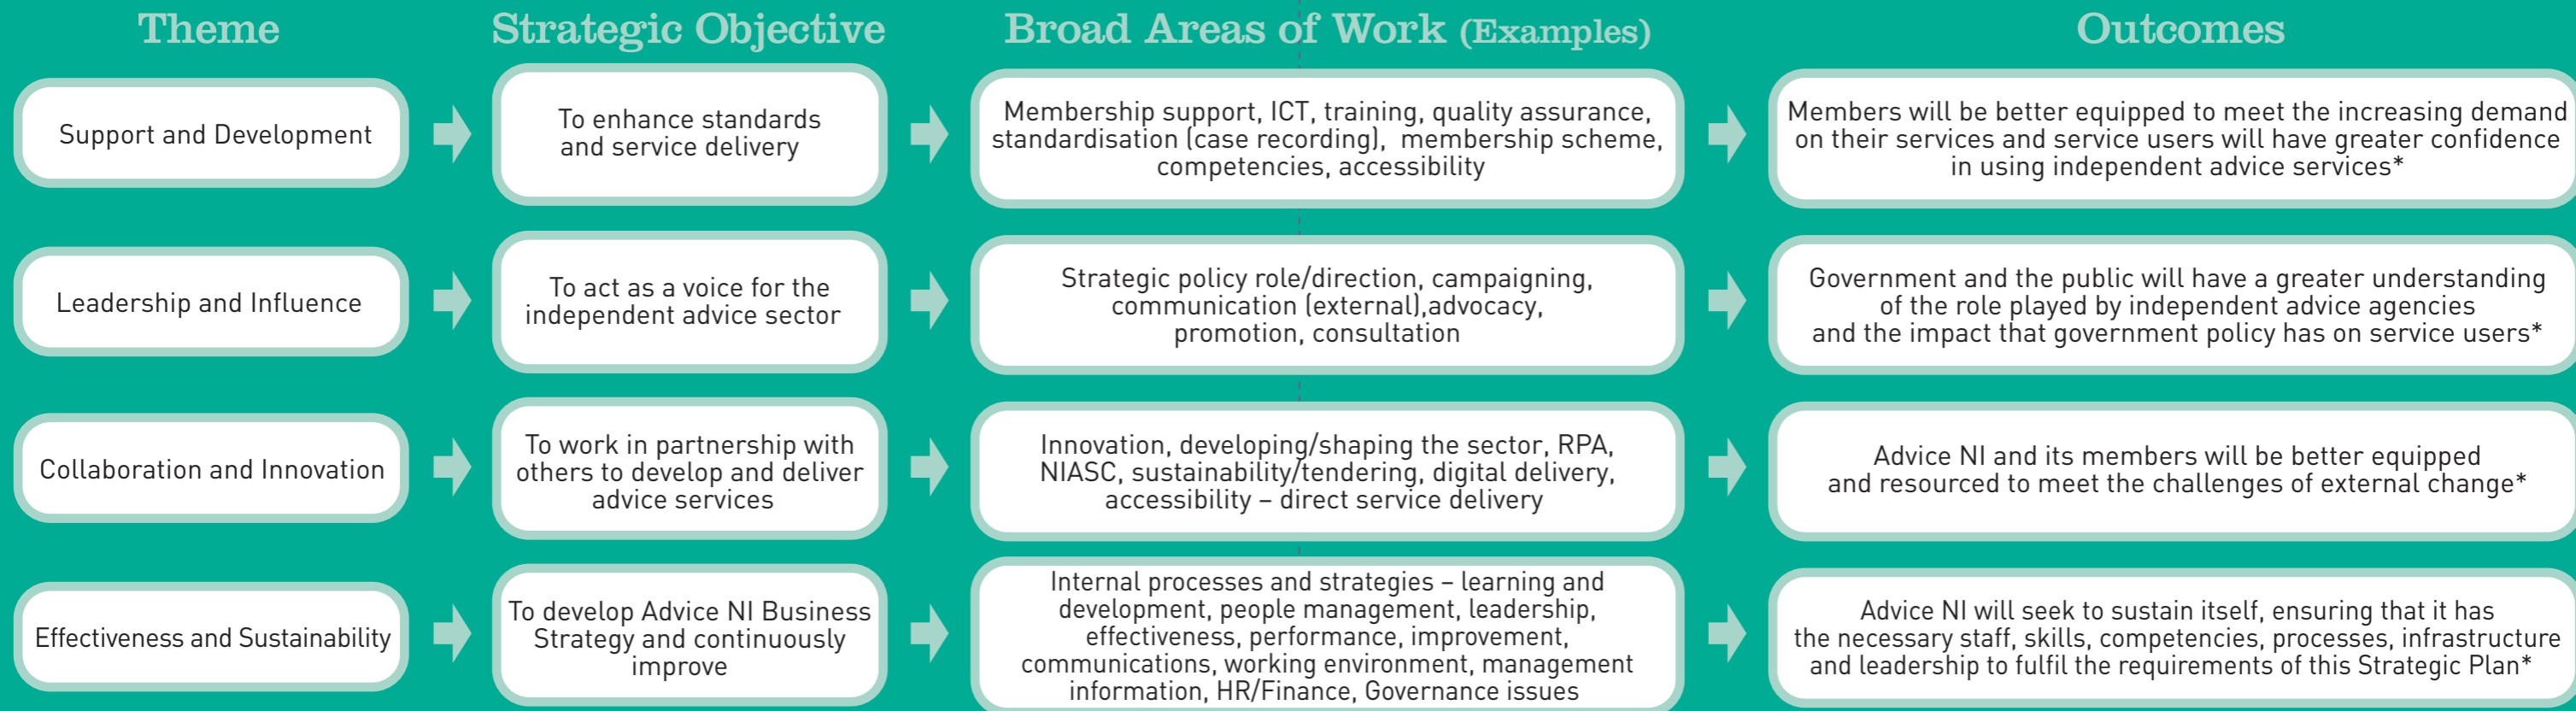 Theme
Strategic Objective
Broad Areas of Work (Examples)
Outcomes
Support and Development
To enhance standards
and service delivery
Membership support, ICT, training, quality assurance,
standardisation (case recording),  membership scheme,
competencies, accessibility
Members will be better equipped to meet the increasing demand
on their services and service users will have greater confidence
in using independent advice services*
Leadership and Influence
To act as a voice for the
independent advice sector
Strategic policy role/direction, campaigning,
communication (external),advocacy,
promotion, consultation
Government and the public will have a greater understanding
of the role played by independent advice agencies
and the impact that government policy has on service users*
Collaboration and Innovation
To work in partnership with
others to develop and deliver
advice services
Innovation, developing/shaping the sector, RPA,
NIASC, sustainability/tendering, digital delivery,
accessibility – direct service delivery
Advice NI and its members will be better equipped
and resourced to meet the challenges of external change*
Effectiveness and Sustainability
To develop Advice NI Business
Strategy and continuously
improve
Internal processes and strategies – learning and
development, people management, leadership,
effectiveness, performance, improvement,
communications, working environment, management
information, HR/Finance, Governance issues
Advice NI will seek to sustain itself, ensuring that it has
the necessary staff, skills, competencies, processes, infrastructure
and leadership to fulfil the requirements of this Strategic Plan*